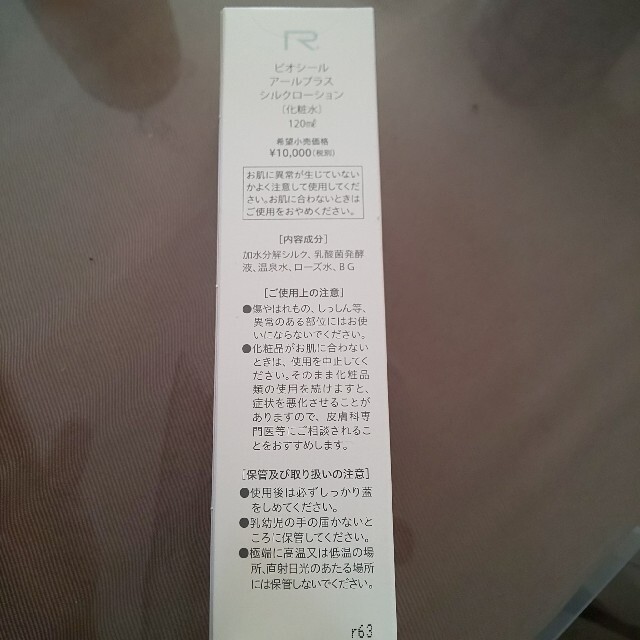 R
ビオシール
アールプラス
シルクローション
(化粧水)
120㎖
希望小売価格
¥10,000(税別)
お肌に異常が生じていない
かよく注意して使用してくだ
さい。お肌に合わないときは
ご使用をおやめください。
[内容成分]
加水分解シルク、乳酸菌発酵
液、温泉水、ローズ水、BG
[ご使用上の注意]
●傷やはれもの、しっしん等、
異常のある部位にはお使
いにならないでください。
●化粧品がお肌に合わない
ときは、使用を中止してく
ださい。そのまま化粧品
類の使用を続けますと、
症状を悪化させることが
ありますので、皮膚科専
門医等にご相談されるこ
とをおすすめします。
[保管及び取り扱いの注意]
●使用後は必ずしっかり蓋
をしめてください。
●乳幼児の手の届かないと
ころに保管してください。
●極端に高温又は低温の場
所、直射日光のあたる場所
には保管しないでください。
r63